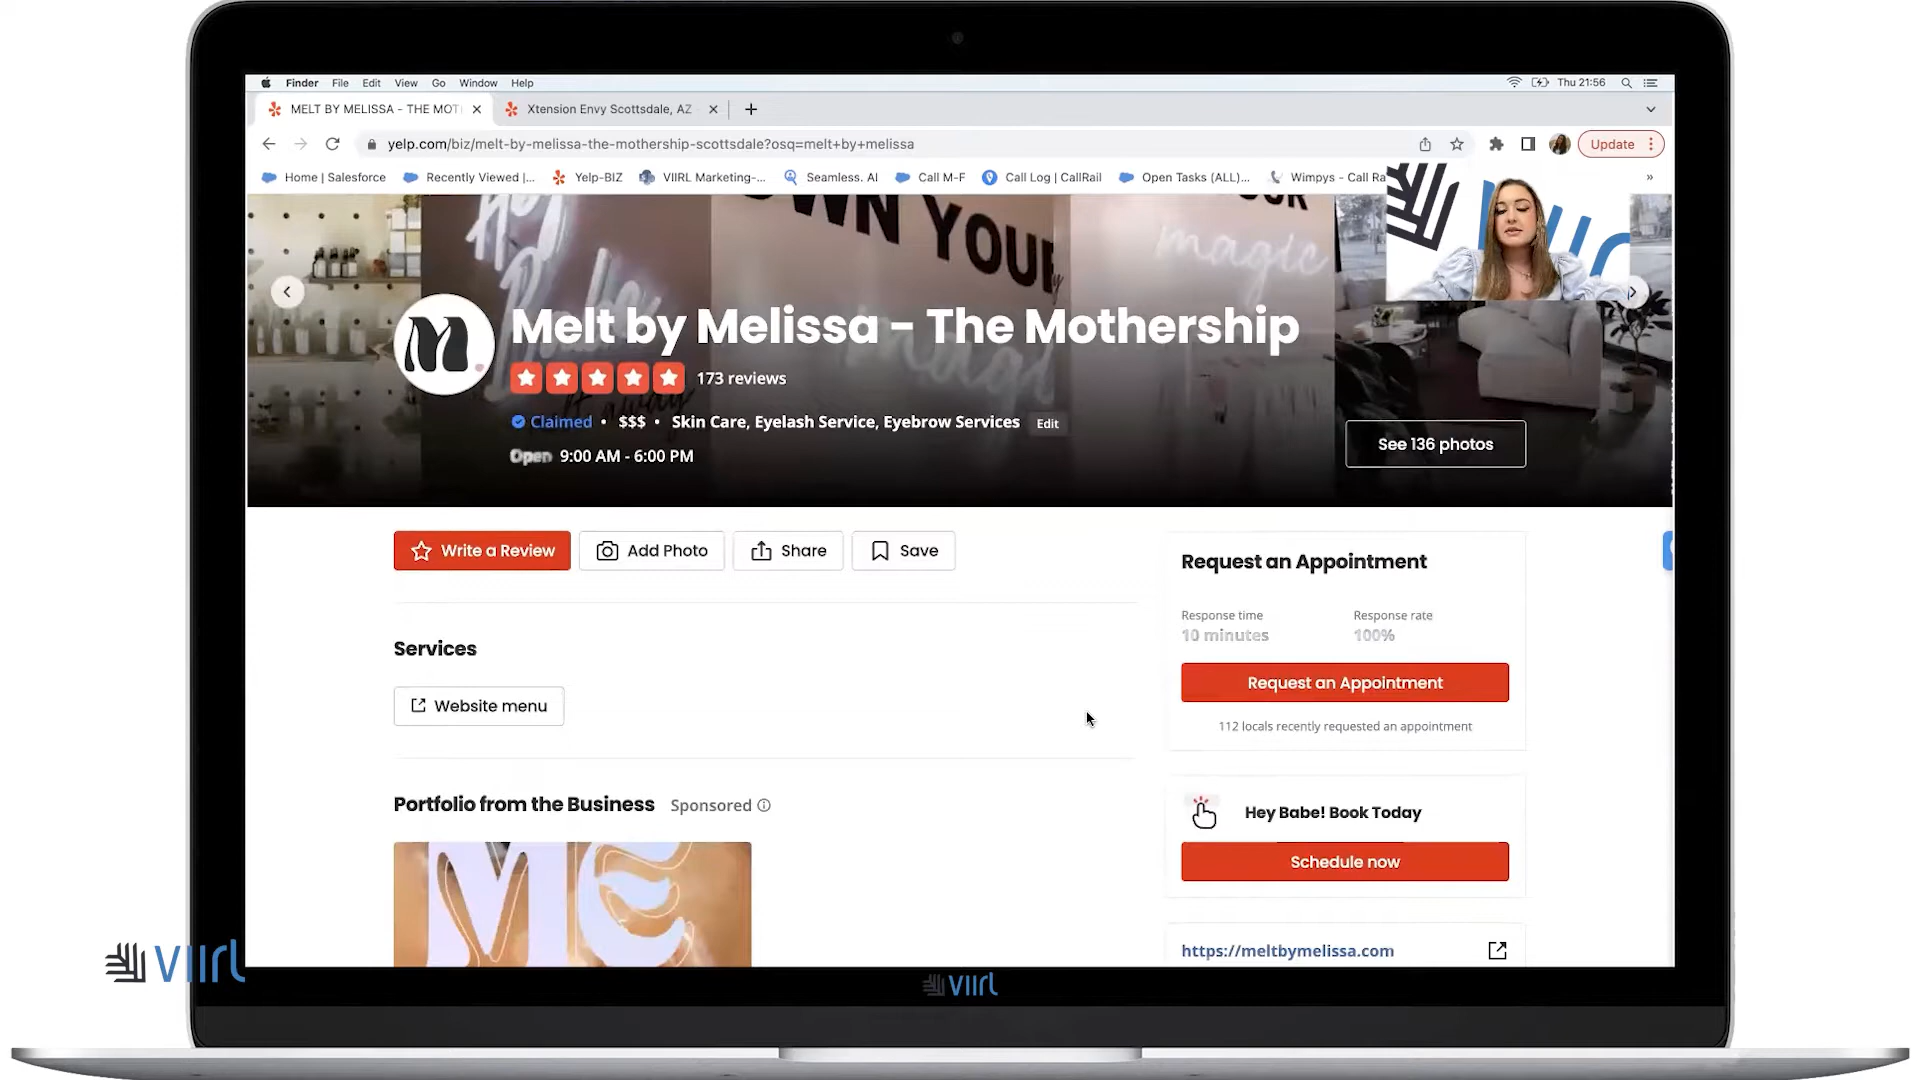 Finder File Edit View Go Window Help Thu 21:56
MELT BY MELISSA - THE MOT Xtension Envy Scottsdale, AZ
yelp.com/biz/melt-by-melissa-the-mothership-scottsdale?osq=melt+by+melissa Update
Home | Salesforce Recently Viewed |... Yelp-BIZ VIIRL Marketing-... Seamless. AI Call M-F Call Log | CallRail Open Tasks (ALL)... Wimpys - Call Ra »
OWN YOUR
magic
Melt by Melissa - The Mothership
173 reviews
Claimed • $$$ • Skin Care, Eyelash Service, Eyebrow Services Edit
Open 9:00 AM - 6:00 PM
See 136 photos
Write a Review Add Photo Share Save
Request an Appointment
Response time Response rate
10 minutes 100%
Request an Appointment
112 locals recently requested an appointment
Services
Website menu
Portfolio from the Business Sponsored
ME
Hey Babe! Book Today
Schedule now
https://meltbymelissa.com
VIIRL
VIIRL